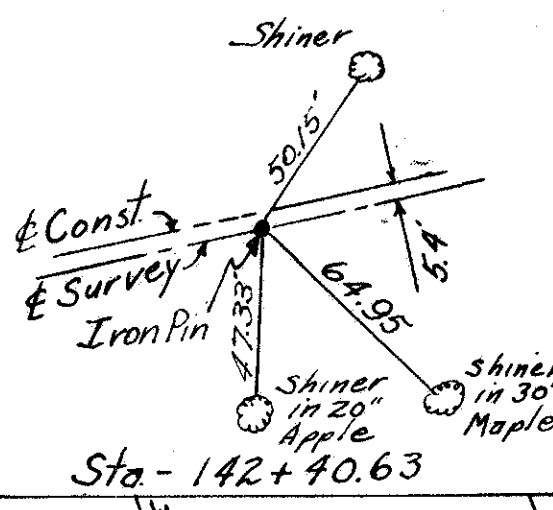 Shiner
50.15'
℄ Const.
℄ Survey
5.4'
Iron Pin
47.33'
64.95
Shiner
in 20"
Apple
Shiner
in 30"
Maple
Sta. - 142 + 40.63